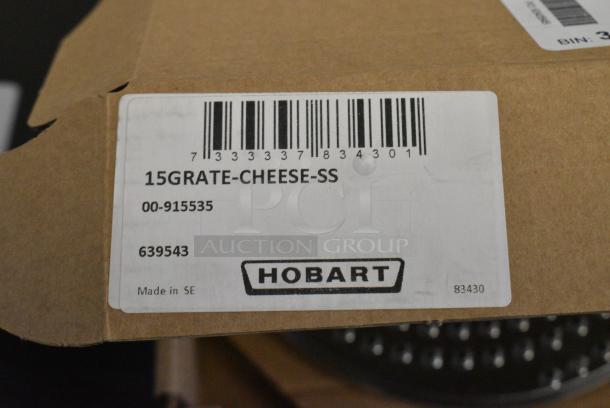 BIN: 3
7 333337 834301
15GRATE-CHEESE-SS
00-915535
PCI
AUCTION GROUP
639543
HOBART
Made in SE
83430